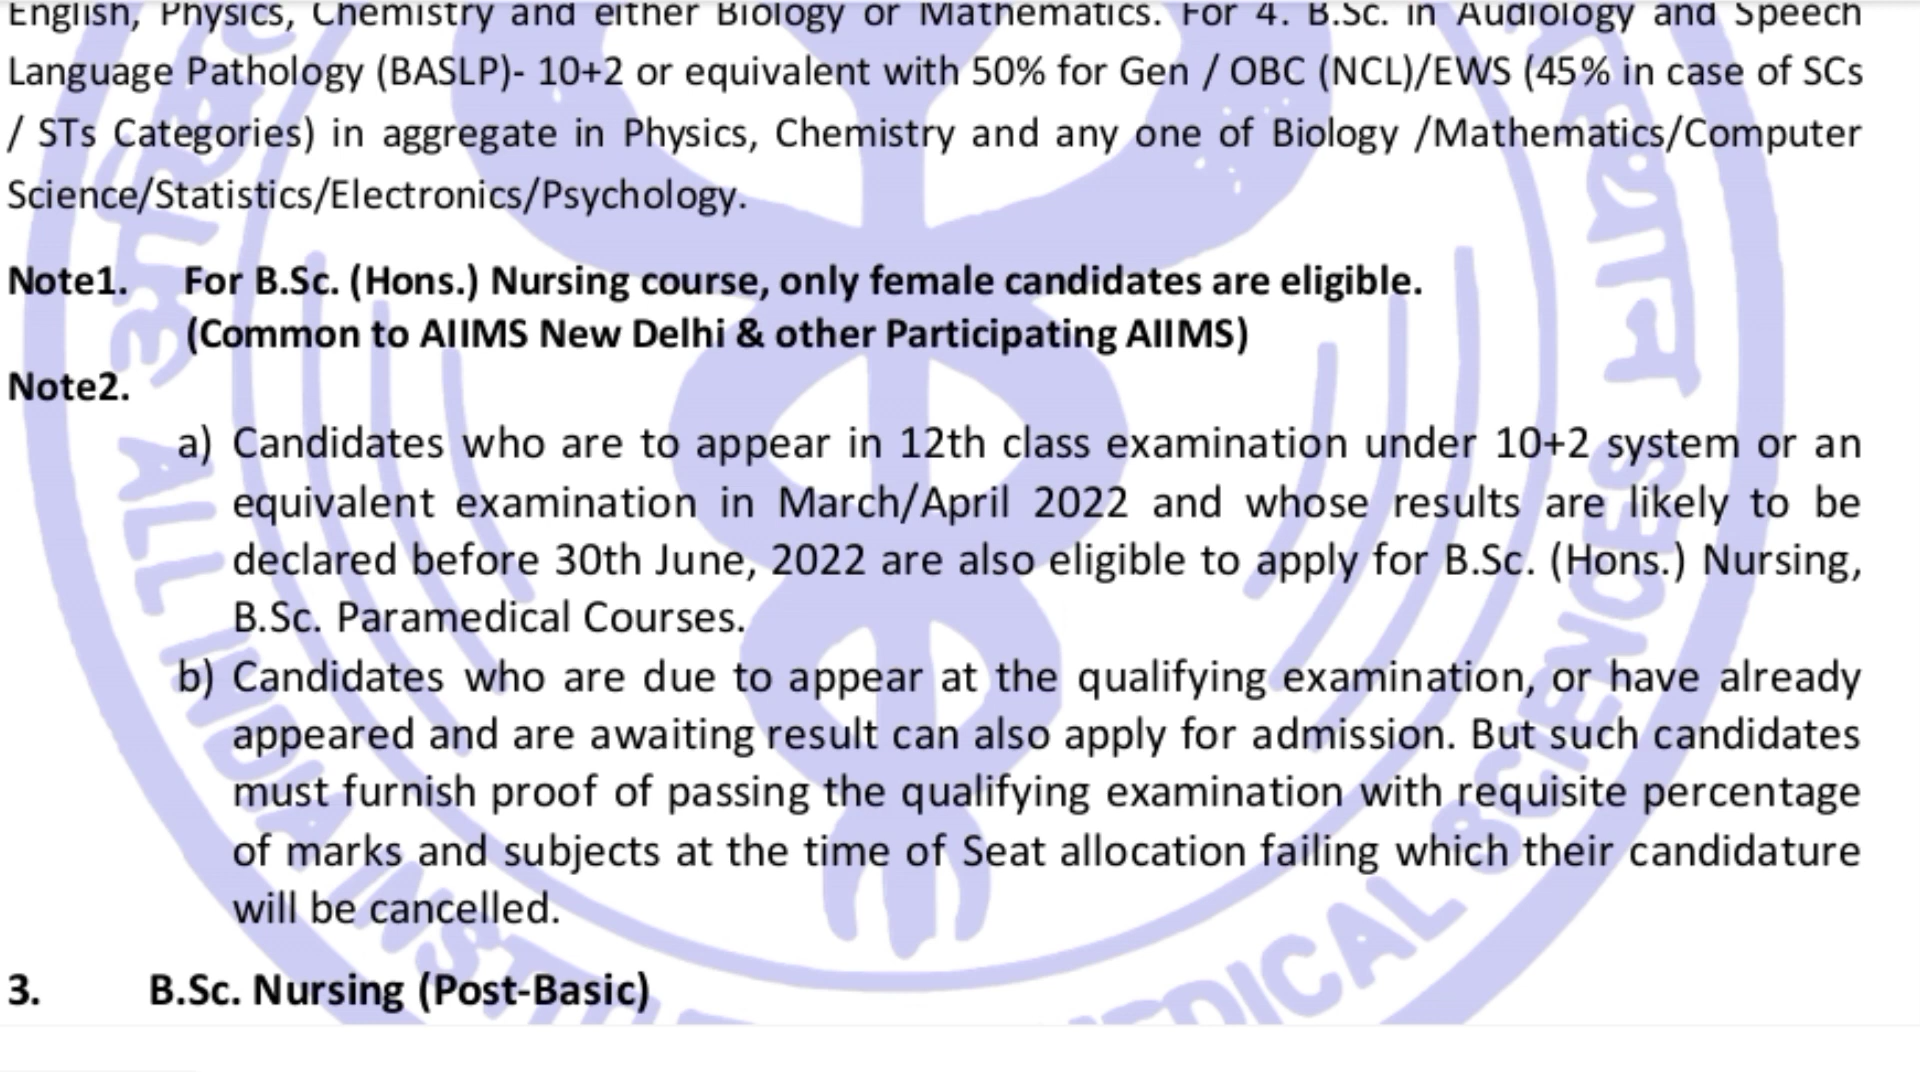 English, Physics, Chemistry and either Biology or Mathematics. For 4. B.Sc. in Audiology and Speech
Language Pathology (BASLP)- 10+2 or equivalent with 50% for Gen / OBC (NCL)/EWS (45% in case of SCs
/ STs Categories) in aggregate in Physics, Chemistry and any one of Biology /Mathematics/Computer
Science/Statistics/Electronics/Psychology.
Note1. For B.Sc. (Hons.) Nursing course, only female candidates are eligible.
(Common to AIIMS New Delhi & other Participating AIIMS)
Note2.
a) Candidates who are to appear in 12th class examination under 10+2 system or an
equivalent examination in March/April 2022 and whose results are likely to be
declared before 30th June, 2022 are also eligible to apply for B.Sc. (Hons.) Nursing,
B.Sc. Paramedical Courses.
b) Candidates who are due to appear at the qualifying examination, or have already
appeared and are awaiting result can also apply for admission. But such candidates
must furnish proof of passing the qualifying examination with requisite percentage
of marks and subjects at the time of Seat allocation failing which their candidature
will be cancelled.
3. B.Sc. Nursing (Post-Basic)
ALL INDIA INST
EDICAL SCIENCES